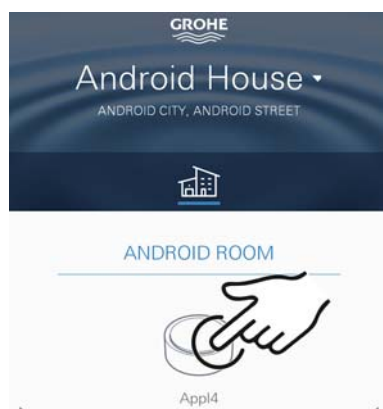 GROHE
Android House
ANDROID CITY, ANDROID STREET
ANDROID ROOM
Appl4